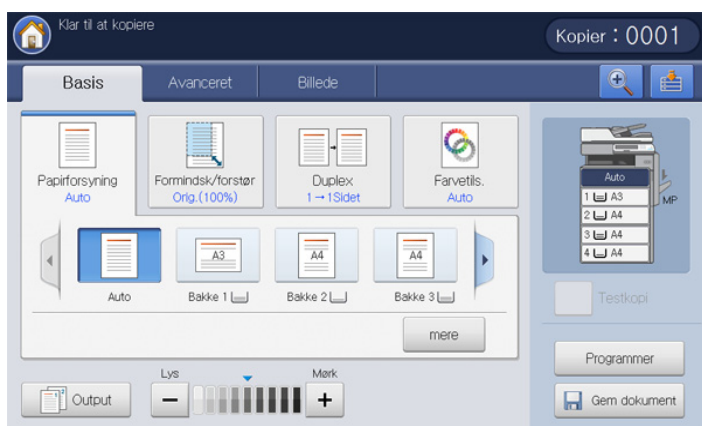 Klar til at kopiere
Kopier : 0001
Basis
Avanceret
Billede
Papirforsyning
Auto
Formindsk/forstør
Orig.(100%)
Duplex
1→1Sidet
Farvetils.
Auto
Auto
1 A3
2 A4
3 A4
4 A4
MP
A3
A4
A4
Auto
Bakke 1
Bakke 2
Bakke 3
mere
Testkopi
Lys
Mørk
Output
Programmer
Gem dokument